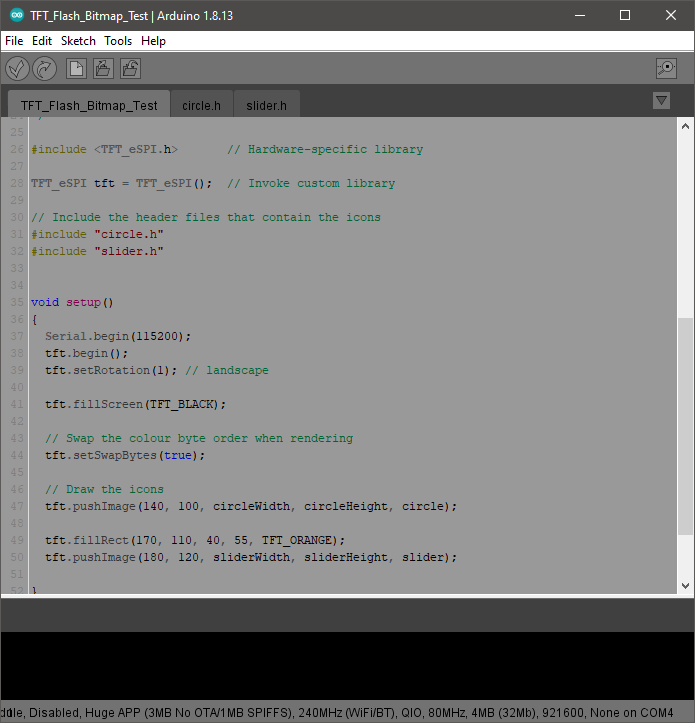 TFT_Flash_Bitmap_Test | Arduino 1.8.13
File Edit Sketch Tools Help
TFT_Flash_Bitmap_Test circle.h slider.h
25
26 #include <TFT_eSPI.h> // Hardware-specific library
27
28 TFT_eSPI tft = TFT_eSPI(); // Invoke custom library
29
30 // Include the header files that contain the icons
31 #include "circle.h"
32 #include "slider.h"
33
34
35 void setup()
36 {
37 Serial.begin(115200);
38 tft.begin();
39 tft.setRotation(1); // landscape
40
41 tft.fillScreen(TFT_BLACK);
42
43 // Swap the colour byte order when rendering
44 tft.setSwapBytes(true);
45
46 // Draw the icons
47 tft.pushImage(140, 100, circleWidth, circleHeight, circle);
48
49 tft.fillRect(170, 110, 40, 55, TFT_ORANGE);
50 tft.pushImage(180, 120, sliderWidth, sliderHeight, slider);
51
52 }
Disabled, Huge APP (3MB No OTA/1MB SPIFFS), 240MHz (WiFi/BT), QIO, 80MHz, 4MB (32Mb), 921600, None on COM4